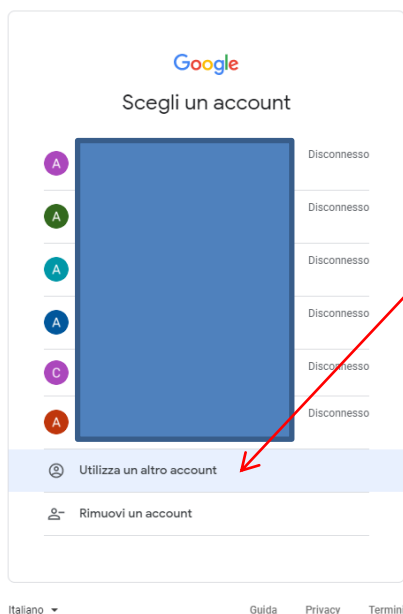 Google
Scegli un account
A Disconnesso
A Disconnesso
A Disconnesso
A Disconnesso
C Disconnesso
A Disconnesso
Utilizza un altro account
Rimuovi un account
Italiano Guida Privacy Termini